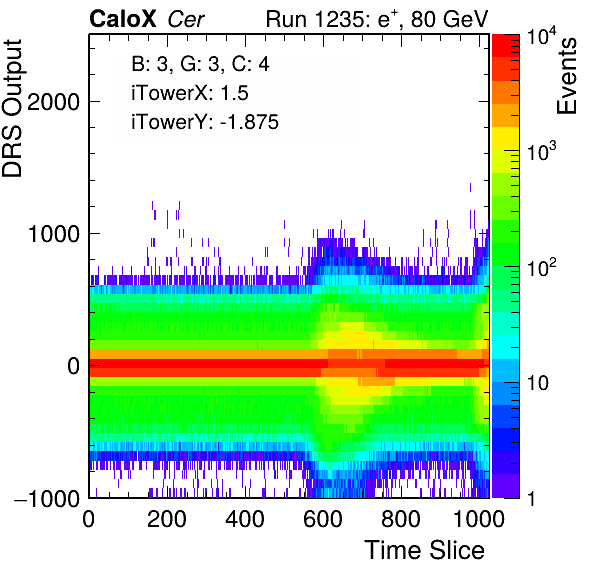 CaloX Cer Run 1235: e⁺, 80 GeV
B: 3, G: 3, C: 4
iTowerX: 1.5
iTowerY: -1.875
DRS Output
2000
1000
0
−1000
0 200 400 600 800 1000
Time Slice
Events
10⁴
10³
10²
10
1